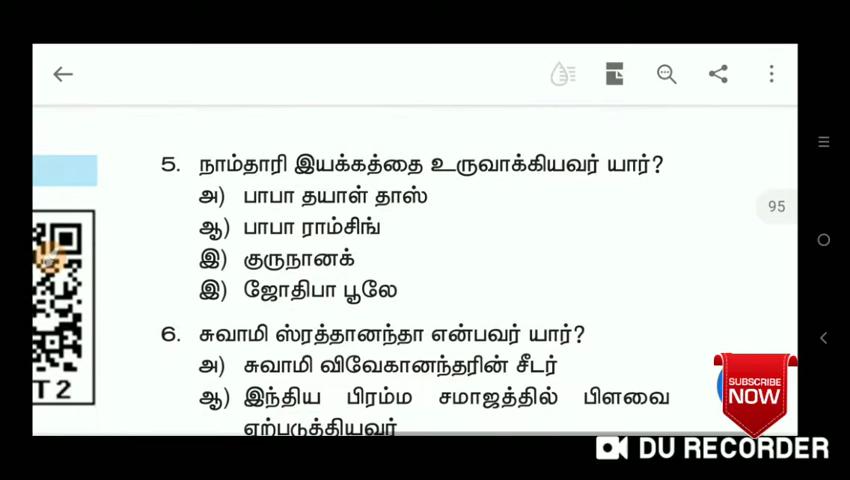 5. நாம்தாரி இயக்கத்தை உருவாக்கியவர் யார்?
அ) பாபா தயாள் தாஸ்
95
ஆ) பாபா ராம்சிங்
இ) குருநானக்
இ) ஜோதிபா பூலே
6. சுவாமி ஸ்ரத்தானந்தா என்பவர் யார்?
அ) சுவாமி விவேகானந்தரின் சீடர்
SUBSCRIBE
NOW
T 2
ஆ) இந்திய பிரம்ம சமாஜத்தில் பிளவை
ஏற்படுத்தியவர்
DU RECORDER